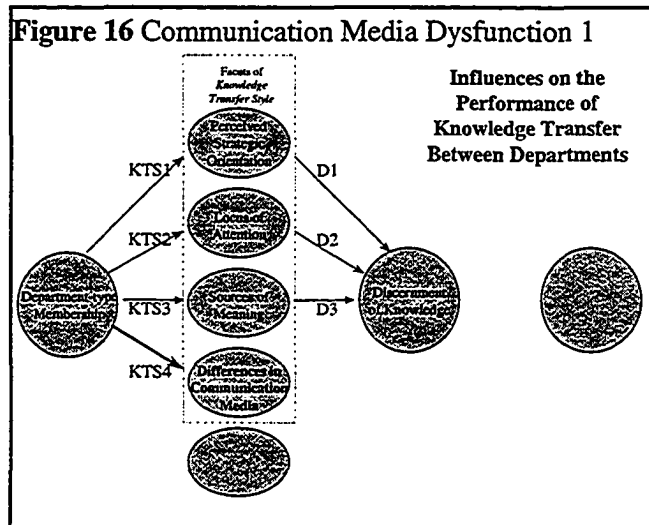 Figure 16 Communication Media Dysfunction 1
Facets of
Knowledge
Transfer Style
Influences on the
Performance of
Knowledge Transfer
Between Departments
Perceived
Strategic
Orientation
KTS1
D1
Locus of
Attention
KTS2
D2
Department-type
Membership
KTS3
Sources of
Meaning
D3
Discernment
of Knowledge
KTS4
Differences in
Communication
Media